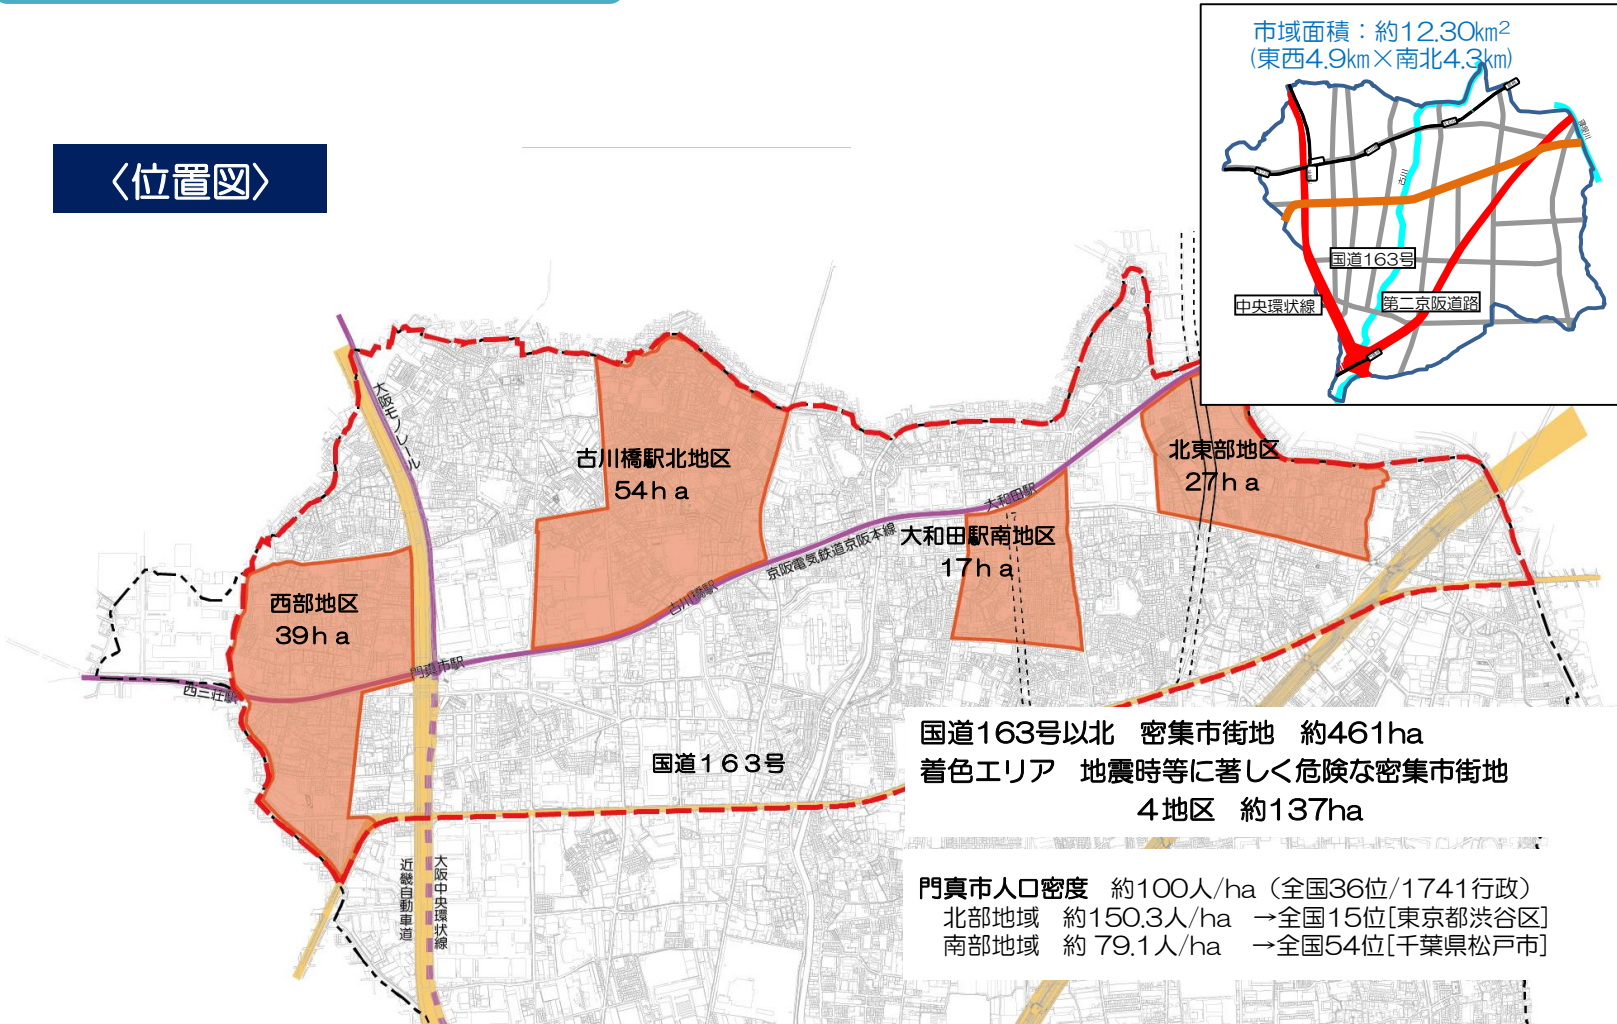 市域面積：約12.30km²
(東西4.9km×南北4.3km)
古川
国道163号
中央環状線
第二京阪道路
〈位置図〉
大阪モノレール
古川橋駅北地区
54ｈａ
北東部地区
27ｈａ
大和田駅
大和田駅南地区
17ｈａ
京阪電気鉄道京阪本線
古川橋駅
西部地区
39ｈａ
門真市駅
西三荘駅
国道１６３号
国道163号以北　密集市街地　約461ha
着色エリア　地震時等に著しく危険な密集市街地
４地区　約137ha
近畿自動車道
大阪中央環状線
門真市人口密度　約100人/ha（全国36位/1741行政）
北部地域　約150.3人/ha　→全国15位[東京都渋谷区]
南部地域　約 79.1人/ha　→全国54位[千葉県松戸市]